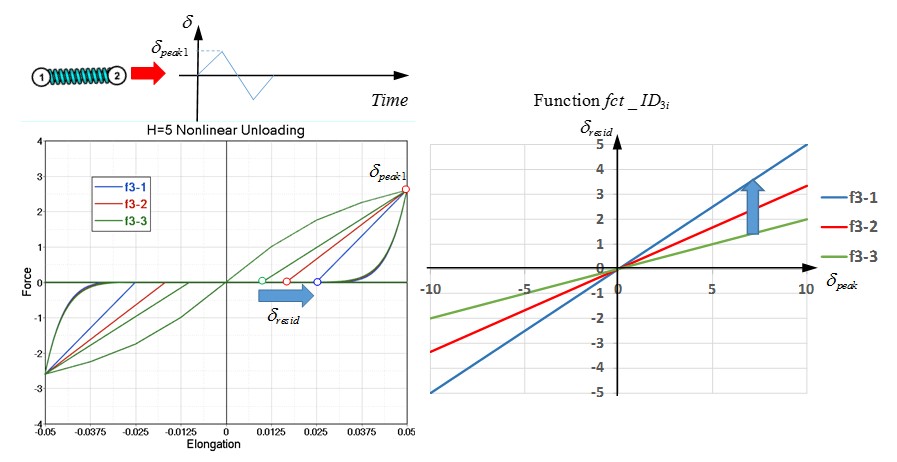 δ
δpeak1
1
2
Time
H=5 Nonlinear Unloading
4
3
2
1
0
-1
-2
-3
-4
Force
f3-1
f3-2
f3-3
δpeak1
δresid
-0.05 -0.0375 -0.025 -0.0125 0 0.0125 0.025 0.0375 0.05
Elongation
Function fct _ ID3i
δresid
5
4
3
2
1
0
-1
-2
-3
-4
-5
-10 -5 0 5 10
δpeak
f3-1
f3-2
f3-3